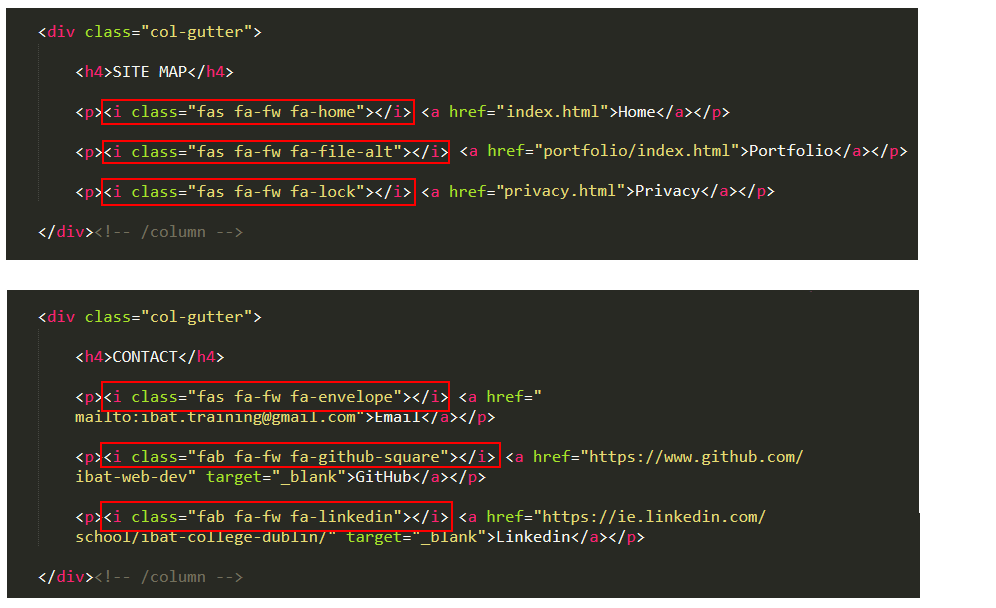 <div class="col-gutter">
<h4>SITE MAP</h4>
<p><i class="fas fa-fw fa-home"></i> <a href="index.html">Home</a></p>
<p><i class="fas fa-fw fa-file-alt"></i> <a href="portfolio/index.html">Portfolio</a></p>
<p><i class="fas fa-fw fa-lock"></i> <a href="privacy.html">Privacy</a></p>
</div><!-- /column -->
<div class="col-gutter">
<h4>CONTACT</h4>
<p><i class="fas fa-fw fa-envelope"></i> <a href="
mailto:ibat.training@gmail.com">Email</a></p>
<p><i class="fab fa-fw fa-github-square"></i> <a href="https://www.github.com/
ibat-web-dev" target="_blank">GitHub</a></p>
<p><i class="fab fa-fw fa-linkedin"></i> <a href="https://ie.linkedin.com/
school/ibat-college-dublin/" target="_blank">Linkedin</a></p>
</div><!-- /column -->